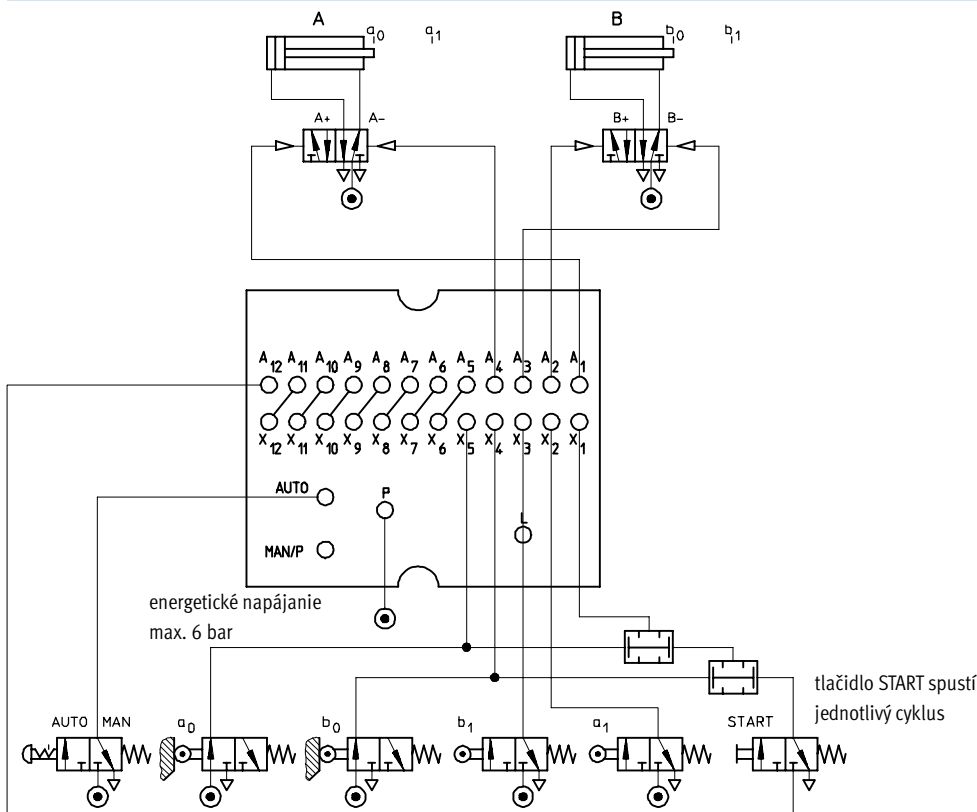 A B
a0 a1 b0 b1
A+ A- B+ B-
A12 A11 A10 A9 A8 A7 A6 A5 A4 A3 A2 A1
X12 X11 X10 X9 X8 X7 X6 X5 X4 X3 X2 X1
AUTO P L
MAN/P
energetické napájanie
max. 6 bar
tlačidlo START spustí
jednotlivý cyklus
AUTO MAN a0 b0 b1 a1 START